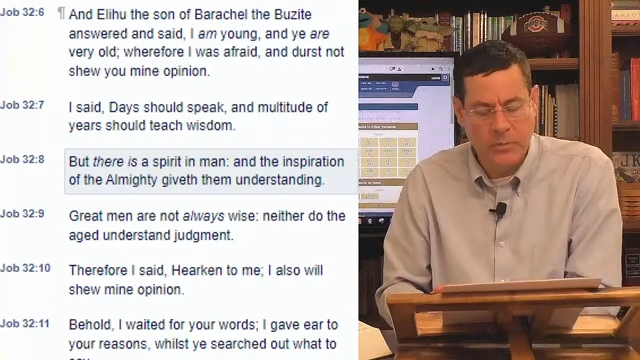 Job 32:6 ¶ And Elihu the son of Barachel the Buzite
answered and said, I am young, and ye are
very old; wherefore I was afraid, and durst not
shew you mine opinion.
Job 32:7 I said, Days should speak, and multitude of
years should teach wisdom.
Job 32:8 But there is a spirit in man: and the inspiration
of the Almighty giveth them understanding.
Job 32:9 Great men are not always wise: neither do the
aged understand judgment.
Job 32:10 Therefore I said, Hearken to me; I also will
shew mine opinion.
Job 32:11 Behold, I waited for your words; I gave ear to
your reasons, whilst ye searched out what to